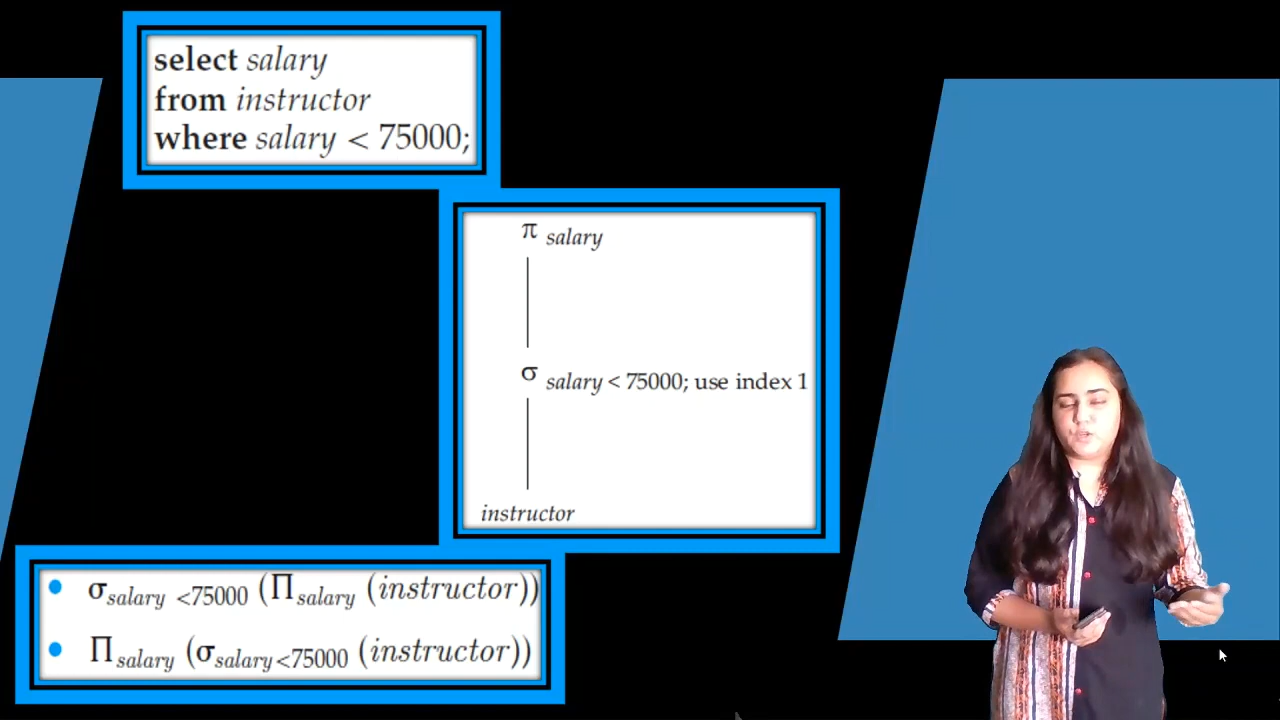 select salary
from instructor
where salary < 75000;
π salary
σ salary < 75000; use index 1
instructor
• σsalary <75000 (Πsalary (instructor))
• Πsalary (σsalary<75000 (instructor))